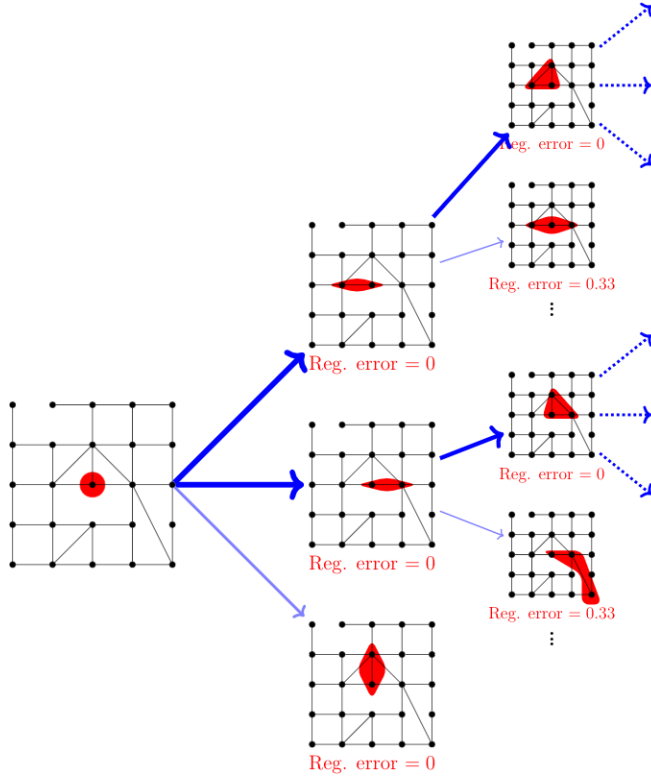 Reg. error = 0
Reg. error = 0.33
⋮
Reg. error = 0
Reg. error = 0
Reg. error = 0
Reg. error = 0
Reg. error = 0.33
⋮
Reg. error = 0